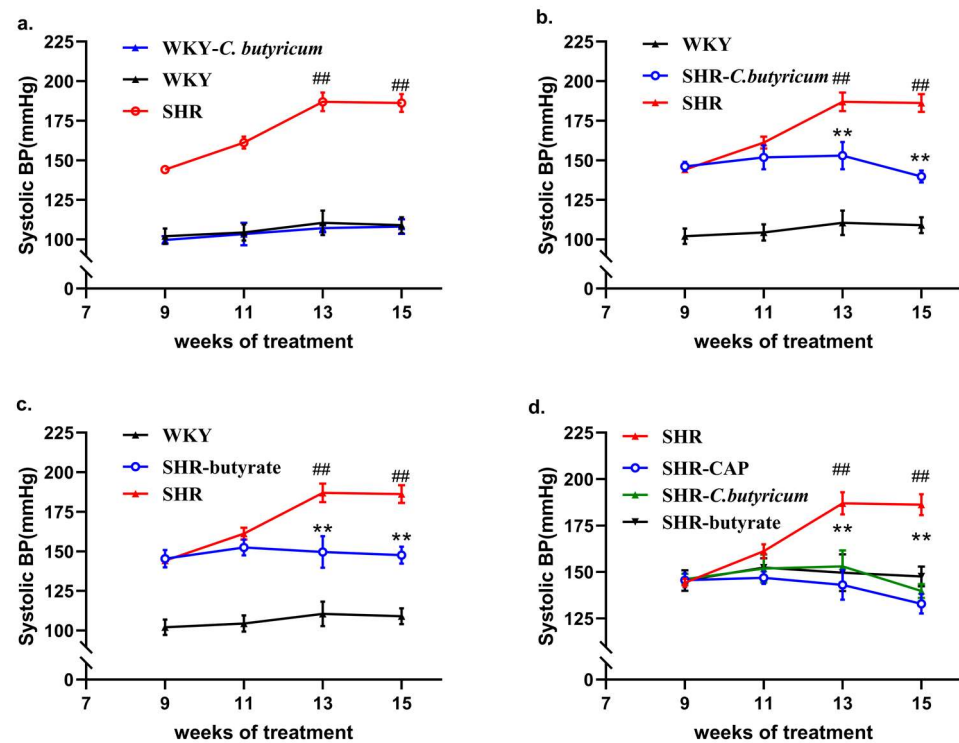 a.
WKY-C. butyricum
WKY
SHR
##
##
Systolic BP(mmHg)
225
200
175
150
125
100
0
7
9
11
13
15
weeks of treatment
b.
WKY
SHR-C.butyricum
SHR
##
##
**
**
Systolic BP(mmHg)
225
200
175
150
125
100
0
7
9
11
13
15
weeks of treatment
c.
WKY
SHR-butyrate
SHR
##
##
**
**
Systolic BP(mmHg)
225
200
175
150
125
100
0
7
9
11
13
15
weeks of treatment
d.
SHR
SHR-CAP
SHR-C.butyricum
SHR-butyrate
##
##
**
**
Systolic BP(mmHg)
225
200
175
150
125
0
7
9
11
13
15
weeks of treatment